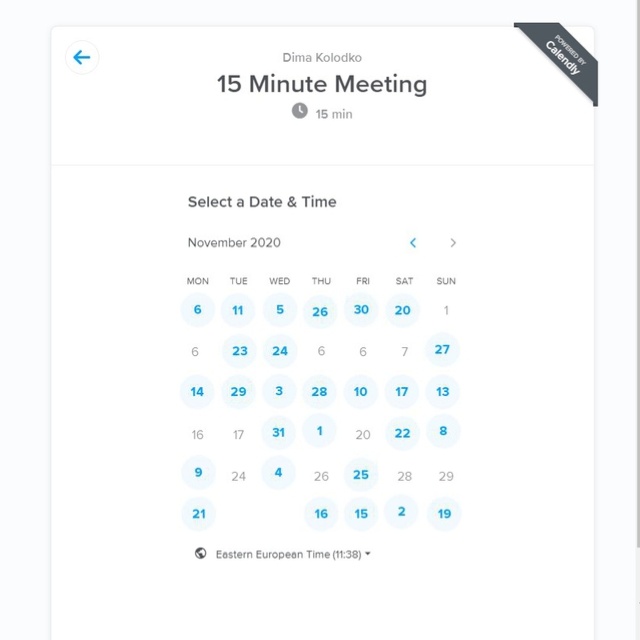 Dima Kolodko
15 Minute Meeting
15 min
POWERED BY
Calendly
Select a Date & Time
November 2020
MON TUE WED THU FRI SAT SUN
6 11 5 26 30 20 1
6 23 24 6 6 7 27
14 29 3 28 10 17 13
16 17 31 1 20 22 8
9 24 4 26 25 28 29
21 16 15 2 19
Eastern European Time (11:38)